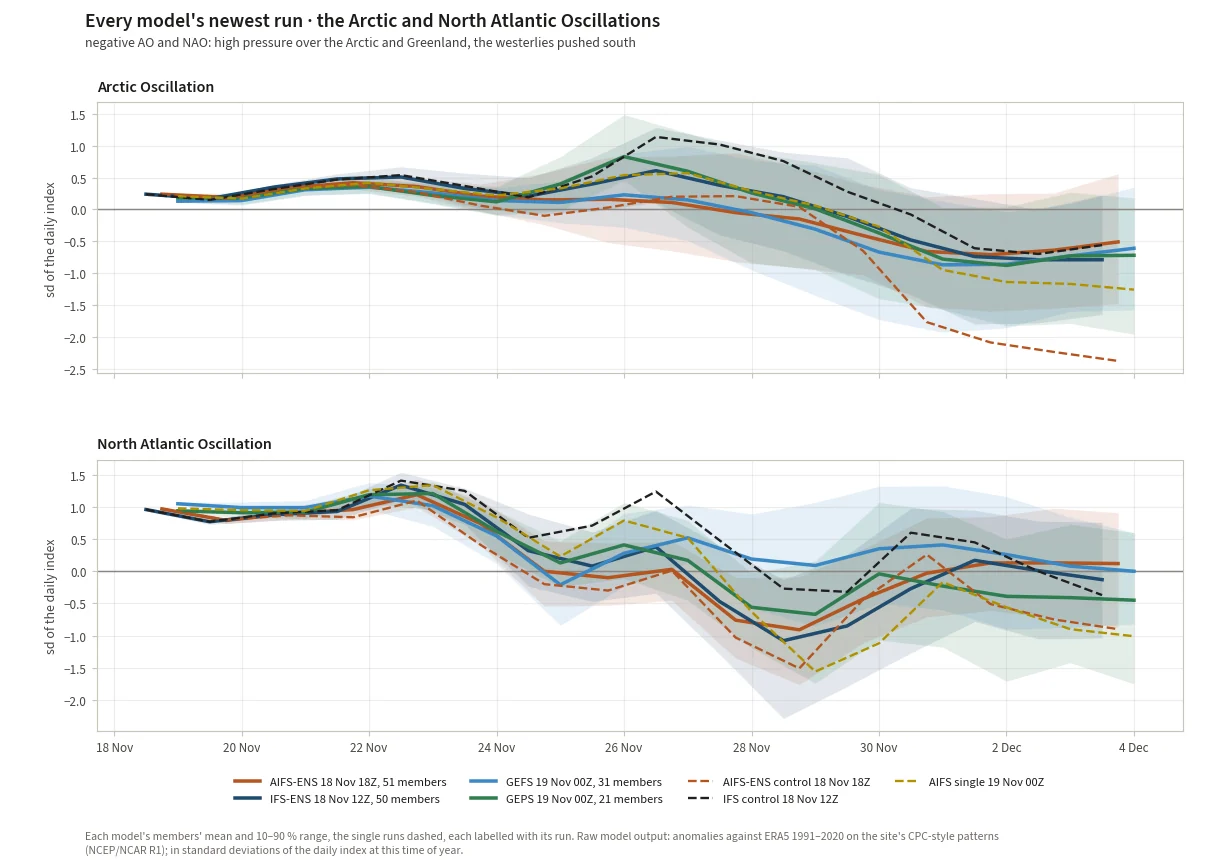 Every model's newest run · the Arctic and North Atlantic Oscillations
negative AO and NAO: high pressure over the Arctic and Greenland, the westerlies pushed south
Arctic Oscillation
sd of the daily index
1.5
1.0
0.5
0.0
−0.5
−1.0
−1.5
−2.0
−2.5
North Atlantic Oscillation
sd of the daily index
1.5
1.0
0.5
0.0
−0.5
−1.0
−1.5
−2.0
18 Nov 20 Nov 22 Nov 24 Nov 26 Nov 28 Nov 30 Nov 2 Dec 4 Dec
AIFS-ENS 18 Nov 18Z, 51 members GEFS 19 Nov 00Z, 31 members AIFS-ENS control 18 Nov 18Z AIFS single 19 Nov 00Z
IFS-ENS 18 Nov 12Z, 50 members GEPS 19 Nov 00Z, 21 members IFS control 18 Nov 12Z
Each model's members' mean and 10–90 % range, the single runs dashed, each labelled with its run. Raw model output: anomalies against ERA5 1991–2020 on the site's CPC-style patterns
(NCEP/NCAR R1); in standard deviations of the daily index at this time of year.